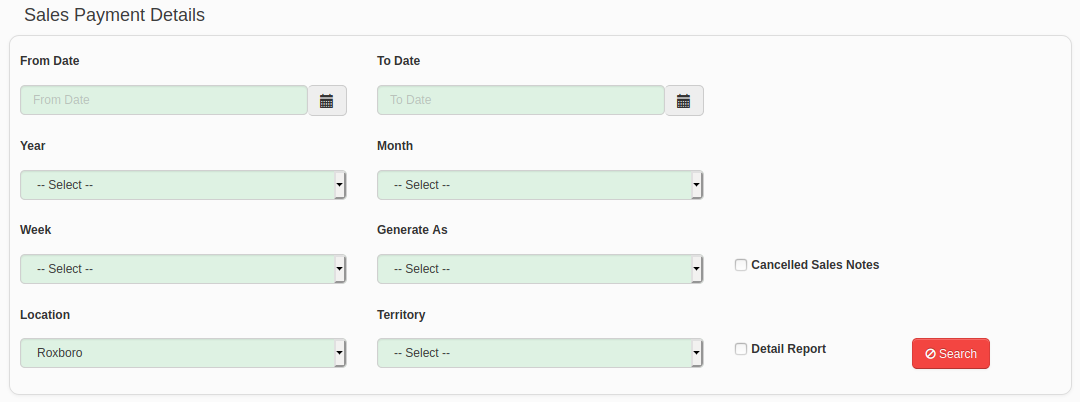 Sales Payment Details
From Date To Date
From Date To Date
Year Month
-- Select -- -- Select --
Week Generate As
-- Select -- -- Select -- Cancelled Sales Notes
Location Territory
Roxboro -- Select -- Detail Report Search